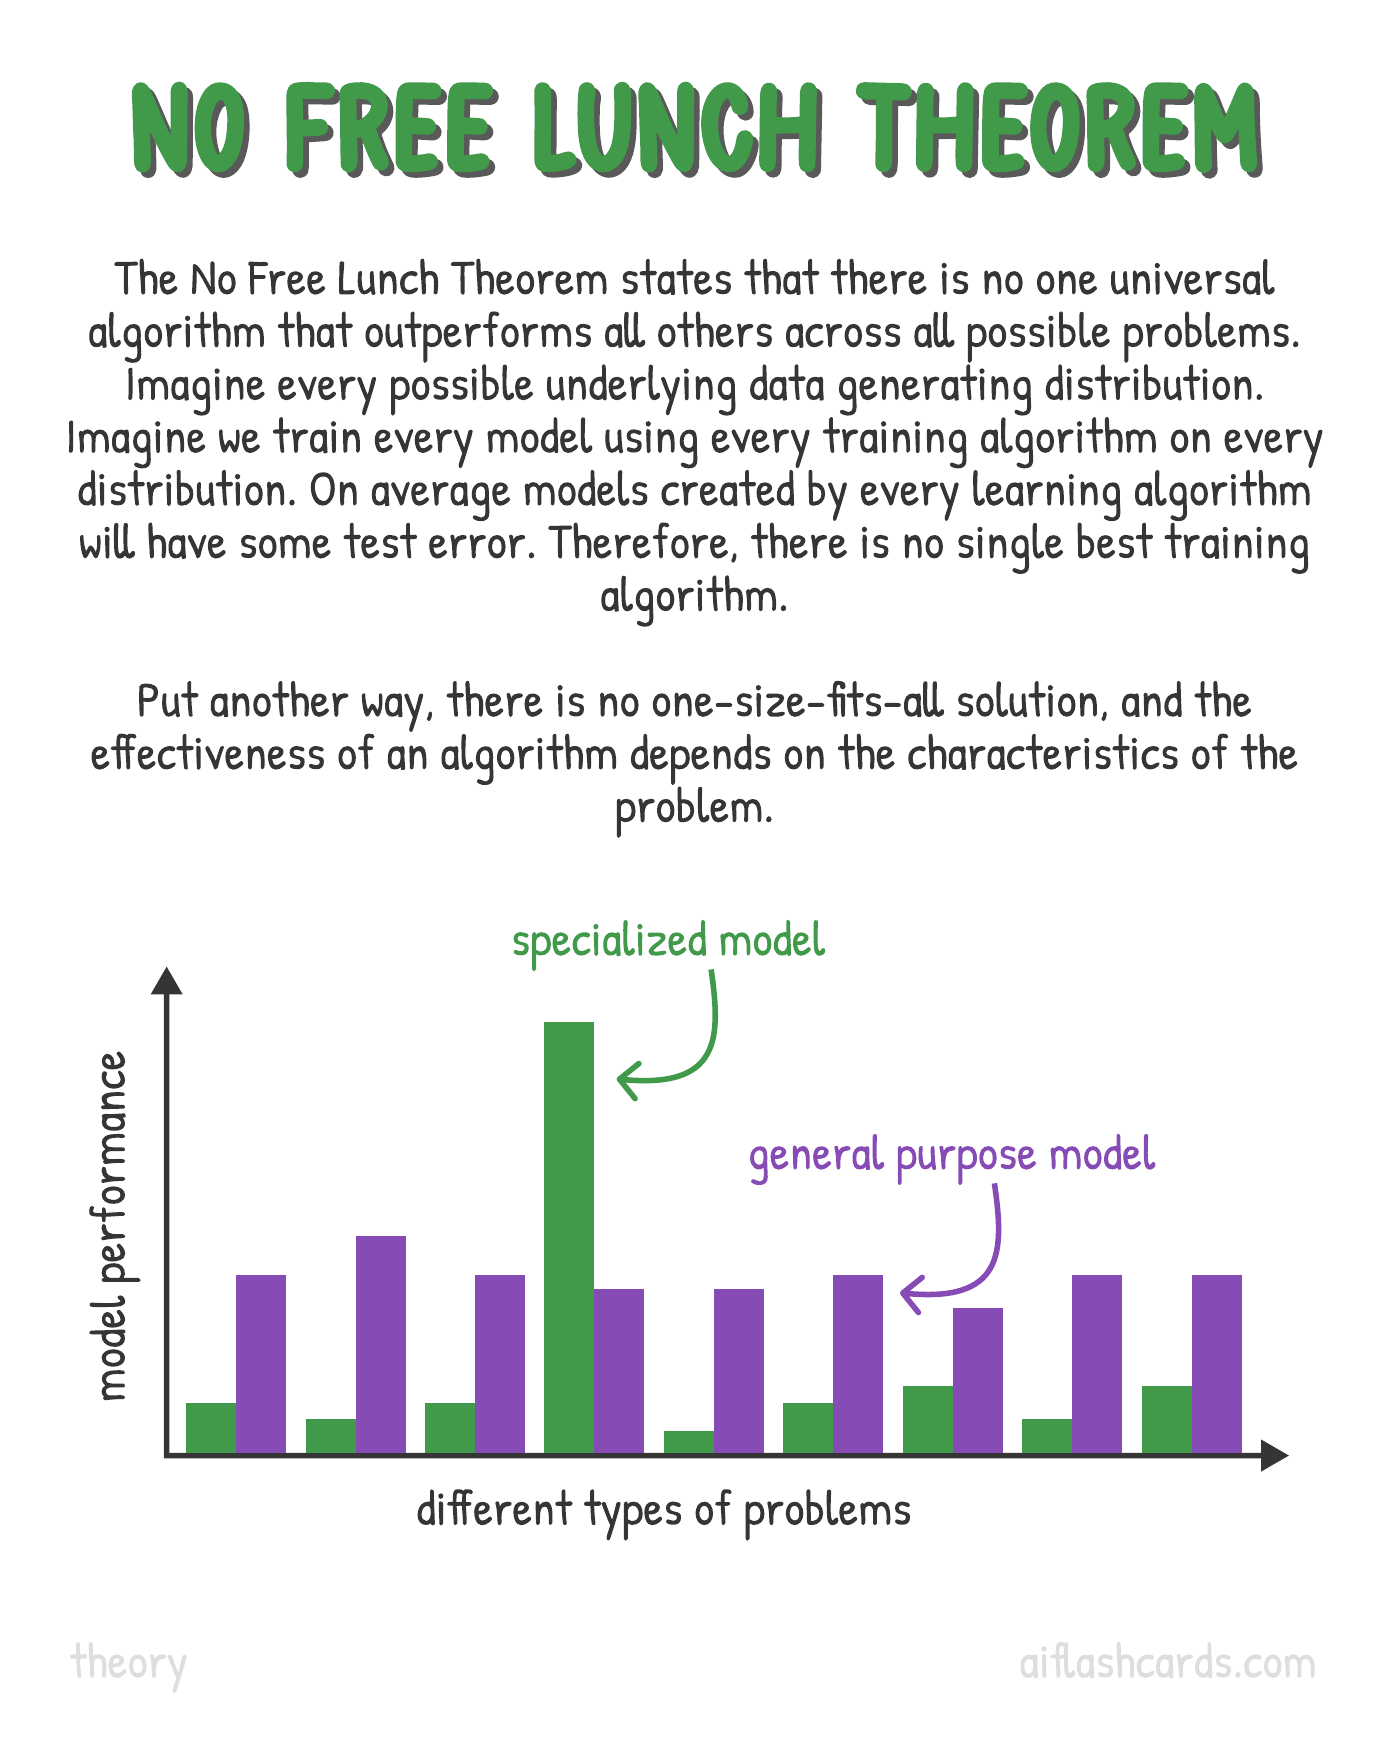 NO FREE LUNCH THEOREM
The No Free Lunch Theorem states that there is no one universal
algorithm that outperforms all others across all possible problems.
Imagine every possible underlying data generating distribution.
Imagine we train every model using every training algorithm on every
distribution. On average models created by every learning algorithm
will have some test error. Therefore, there is no single best training
algorithm.
Put another way, there is no one-size-fits-all solution, and the
effectiveness of an algorithm depends on the characteristics of the
problem.
specialized model
general purpose model
model performance
different types of problems
theory
aiflashcards.com